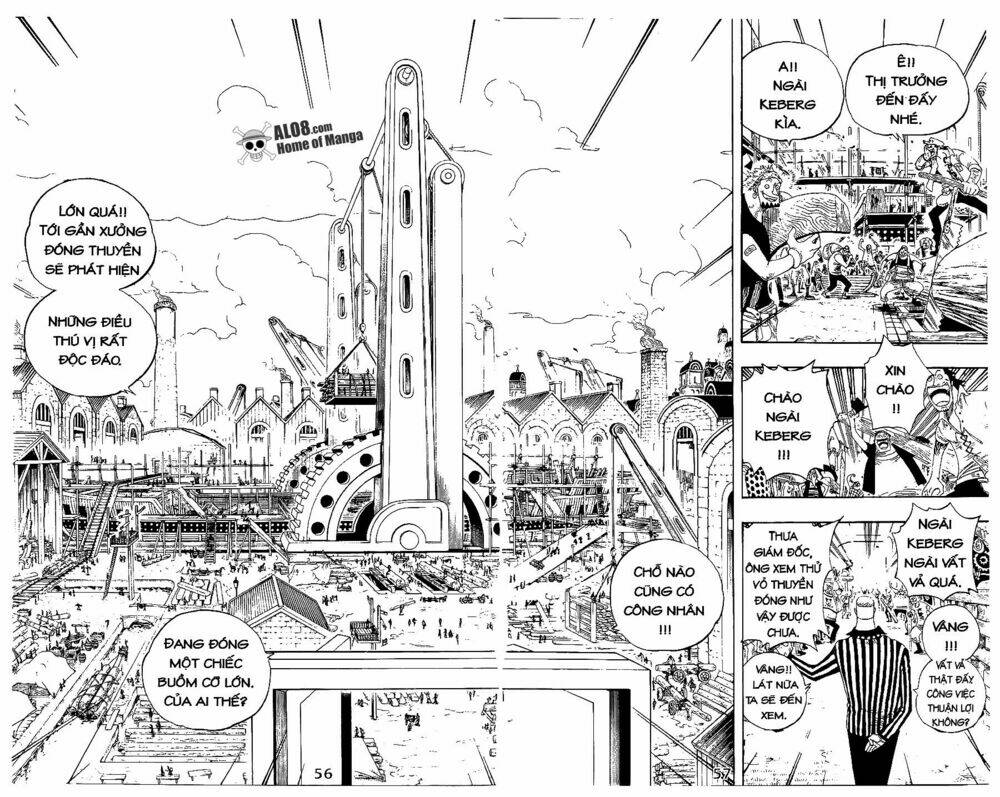 AL08.com
Home of Manga
LỚN QUÁ!!
TỚI GẦN XƯỞNG
ĐÓNG THUYỀN
SẼ PHÁT HIỆN
NHỮNG ĐIỀU
THÚ VỊ RẤT
ĐỘC ĐÁO.
ĐANG ĐÓNG
MỘT CHIẾC
BUỒM CỠ LỚN.
CỦA AI THẾ?
CHỖ NÀO
CŨNG CÓ
CÔNG NHÂN
!!!
56
57
A!!
NGÀI
KEBERG
KÌA.
Ê!!
THỊ TRƯỞNG
ĐẾN ĐẤY
NHÉ.
CHÀO
NGÀI
KEBERG
!!!
XIN
CHÀO
!!
THƯA
GIÁM ĐỐC,
ÔNG XEM THỬ
VỎ THUYỀN
ĐÓNG NHƯ
VẬY ĐƯỢC
CHƯA.
VÂNG!!
LÁT NỮA
TA SẼ ĐẾN
XEM.
NGÀI
KEBERG
NGÀI VẤT
VẢ QUÁ.
VÂNG
!!!
VẤT VẢ
THẬT ĐẤY
CÔNG VIỆC
THUẬN LỢI
KHÔNG?